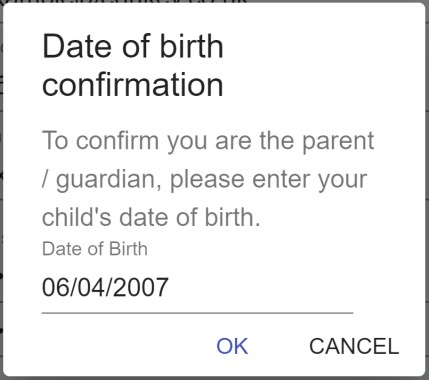 Date of birth
confirmation
To confirm you are the parent
/ guardian, please enter your
child's date of birth.
Date of Birth
06/04/2007
OK CANCEL